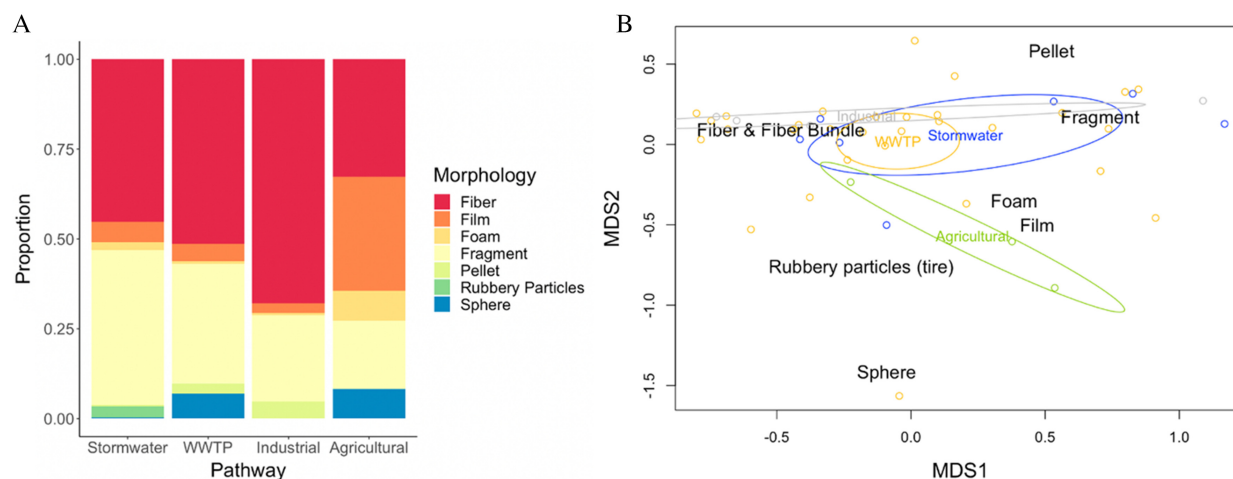 A
1.00
0.75
0.50
0.25
0.00
Proportion
Stormwater WWTP Industrial Agricultural
Pathway
Morphology
Fiber
Film
Foam
Fragment
Pellet
Rubbery Particles
Sphere
B
0.5
0.0
-0.5
-1.0
-1.5
MDS2
Pellet
Industrial
Fragment
Fiber & Fiber Bundle
WWTP
Stormwater
Foam
Film
Agricultural
Rubbery particles (tire)
Sphere
-0.5 0.0 0.5 1.0
MDS1